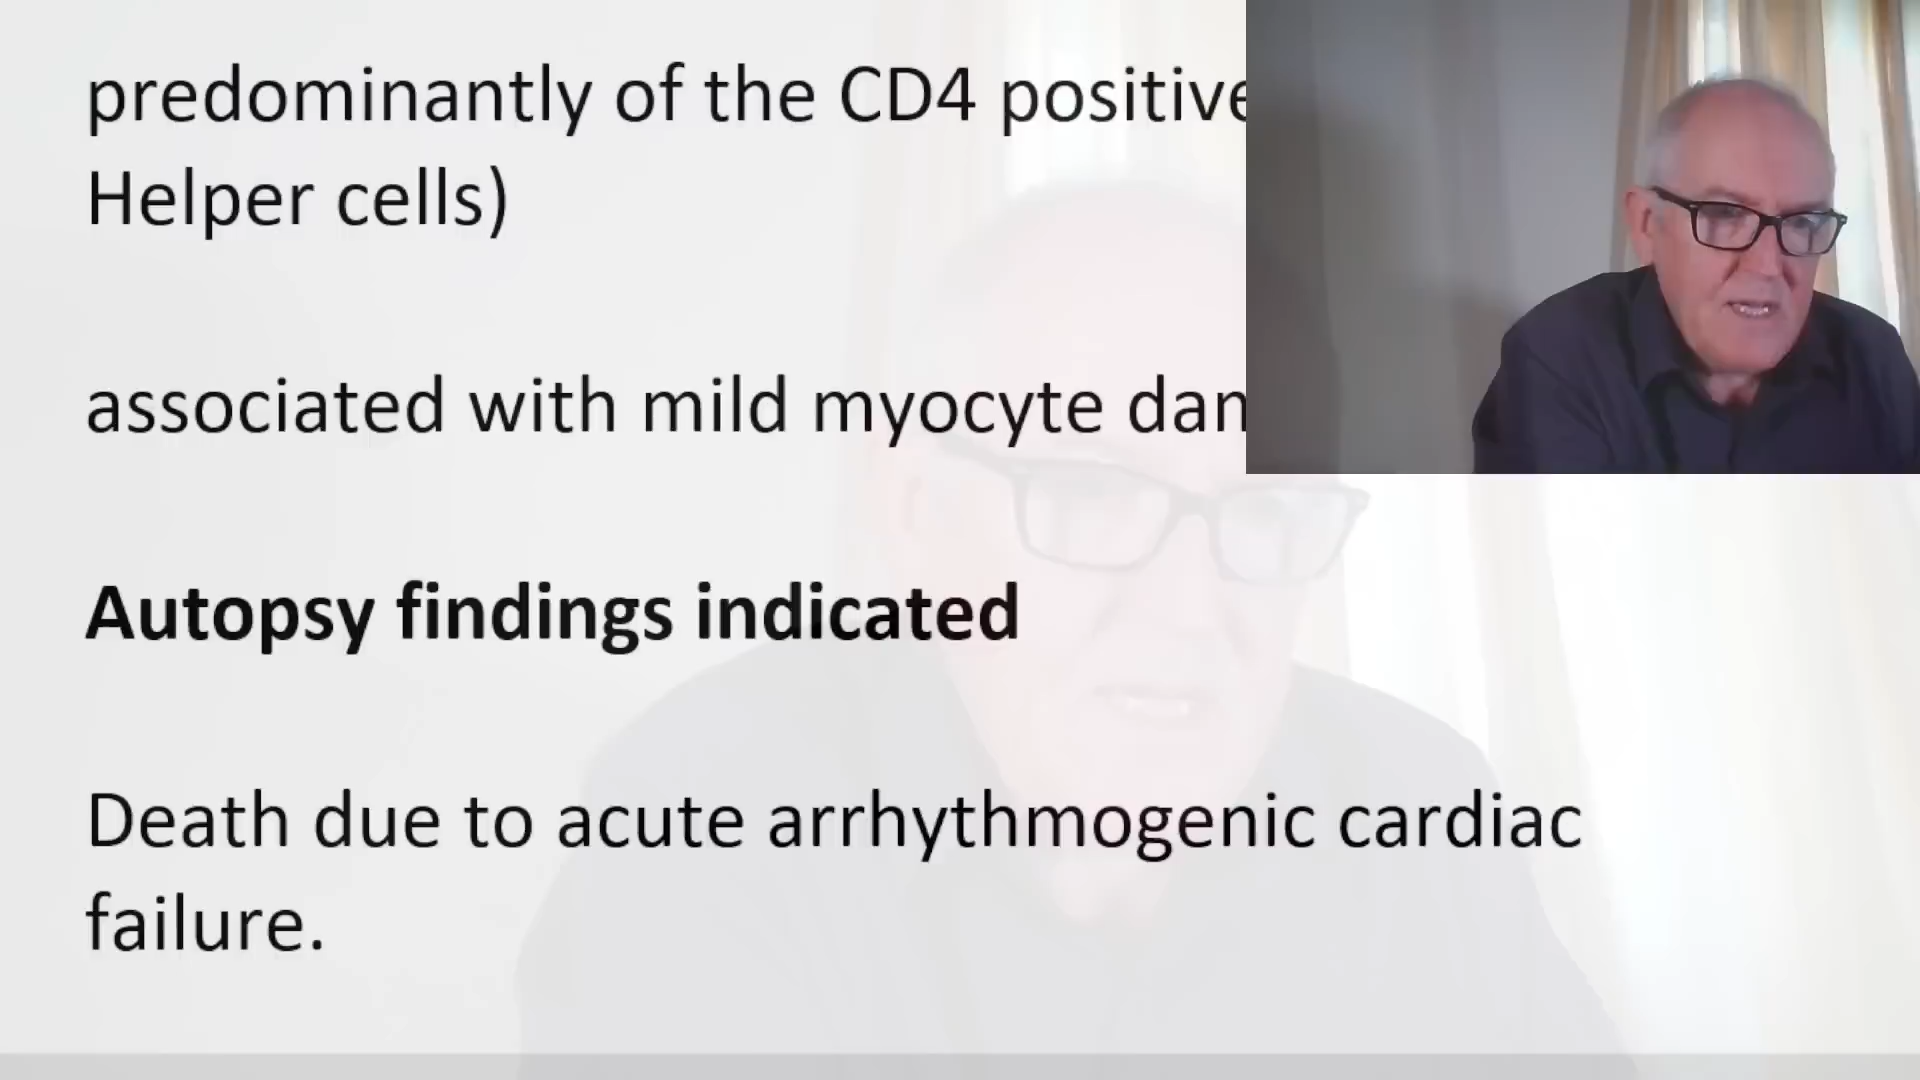 predominantly of the CD4 positive
Helper cells)
associated with mild myocyte
Autopsy findings indicated
Death due to acute arrhythmogenic cardiac
failure.